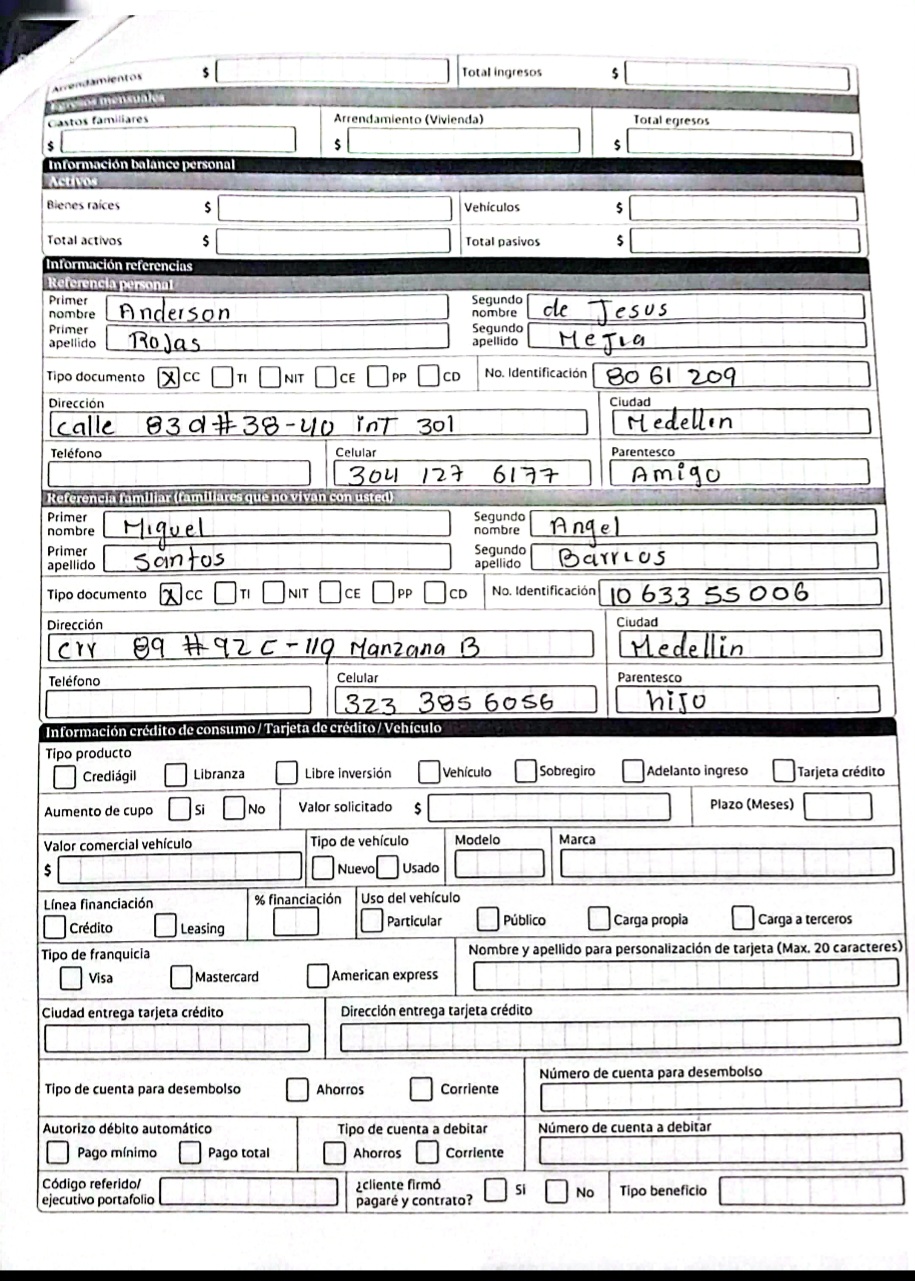 Arrendamientos $ Total ingresos $
Egresos mensuales
Castos familiares Arrendamiento (Vivienda) Total egresos
$ $ $
Información balance personal
Activos
Bienes raíces $ Vehículos $
Total activos $ Total pasivos $
Información referencias
Referencia personal
Primer nombre Anderson Segundo nombre de Jesus
Primer apellido Rojas Segundo apellido Mejia
Tipo documento X CC TI NIT CE PP CD No. Identificación 80 61 209
Dirección Ciudad
calle 83 d # 38-40 inT 301 Medellin
Teléfono Celular Parentesco
304 127 6177 Amigo
Referencia familiar (familiares que no vivan con usted)
Primer nombre Miguel Segundo nombre Angel
Primer apellido Santos Segundo apellido Barrios
Tipo documento X CC TI NIT CE PP CD No. Identificación 10 633 55 006
Dirección Ciudad
crr 89 # 92 C - 119 Manzana B Medellin
Teléfono Celular Parentesco
323 385 6056 hijo
Información crédito de consumo / Tarjeta de crédito / Vehículo
Tipo producto
Crediágil Libranza Libre inversión Vehículo Sobregiro Adelanto ingreso Tarjeta crédito
Aumento de cupo Si No Valor solicitado $ Plazo (Meses)
Valor comercial vehículo Tipo de vehículo Modelo Marca
$ Nuevo Usado
Línea financiación % financiación Uso del vehículo
Crédito Leasing Particular Público Carga propia Carga a terceros
Tipo de franquicia Nombre y apellido para personalización de tarjeta (Max. 20 caracteres)
Visa Mastercard American express
Ciudad entrega tarjeta crédito Dirección entrega tarjeta crédito
Tipo de cuenta para desembolso Ahorros Corriente Número de cuenta para desembolso
Autorizo débito automático Tipo de cuenta a debitar Número de cuenta a debitar
Pago mínimo Pago total Ahorros Corriente
Código referido/ ejecutivo portafolio ¿cliente firmó pagaré y contrato? Si No Tipo beneficio